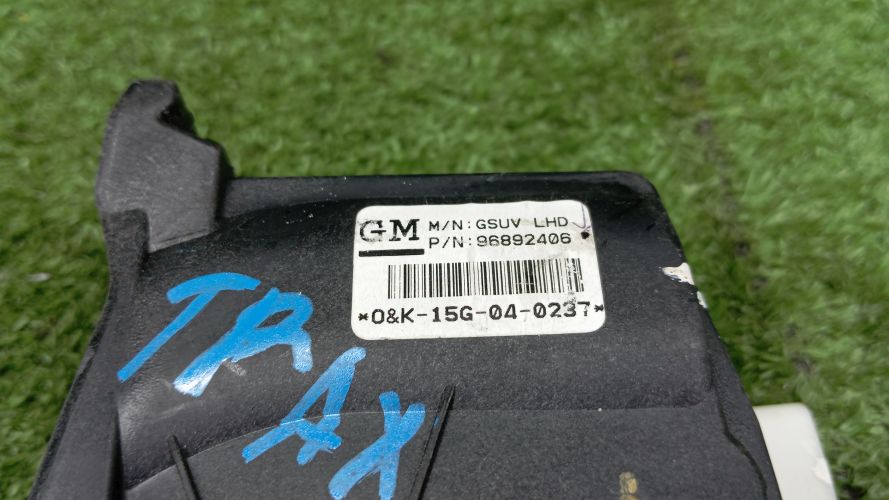 GM M/N:GSUV LHD
P/N:96892406
*O&K-15G-04-0237*
TRAX